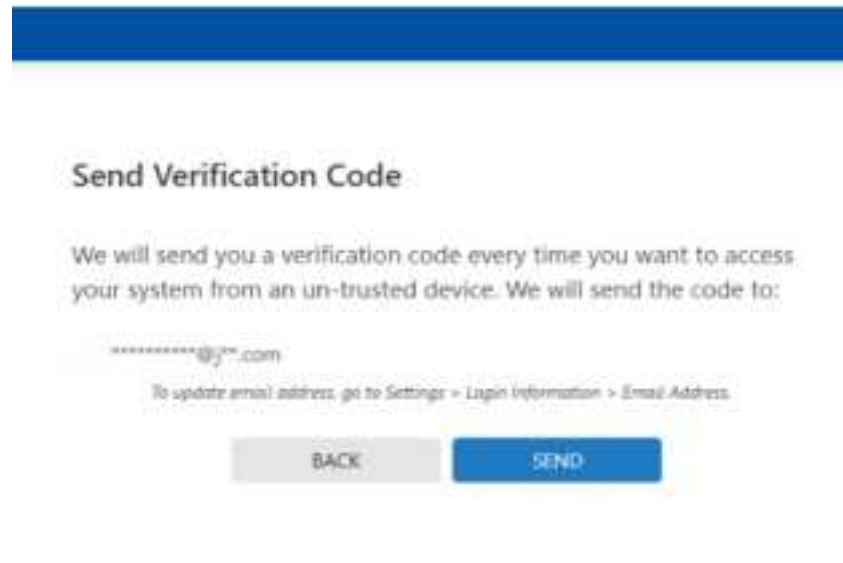 Send Verification Code
We will send you a verification code every time you want to access
your system from an un-trusted device. We will send the code to:
**********@j**.com
To update email address, go to Settings > Login Information > Email Address.
BACK
SEND